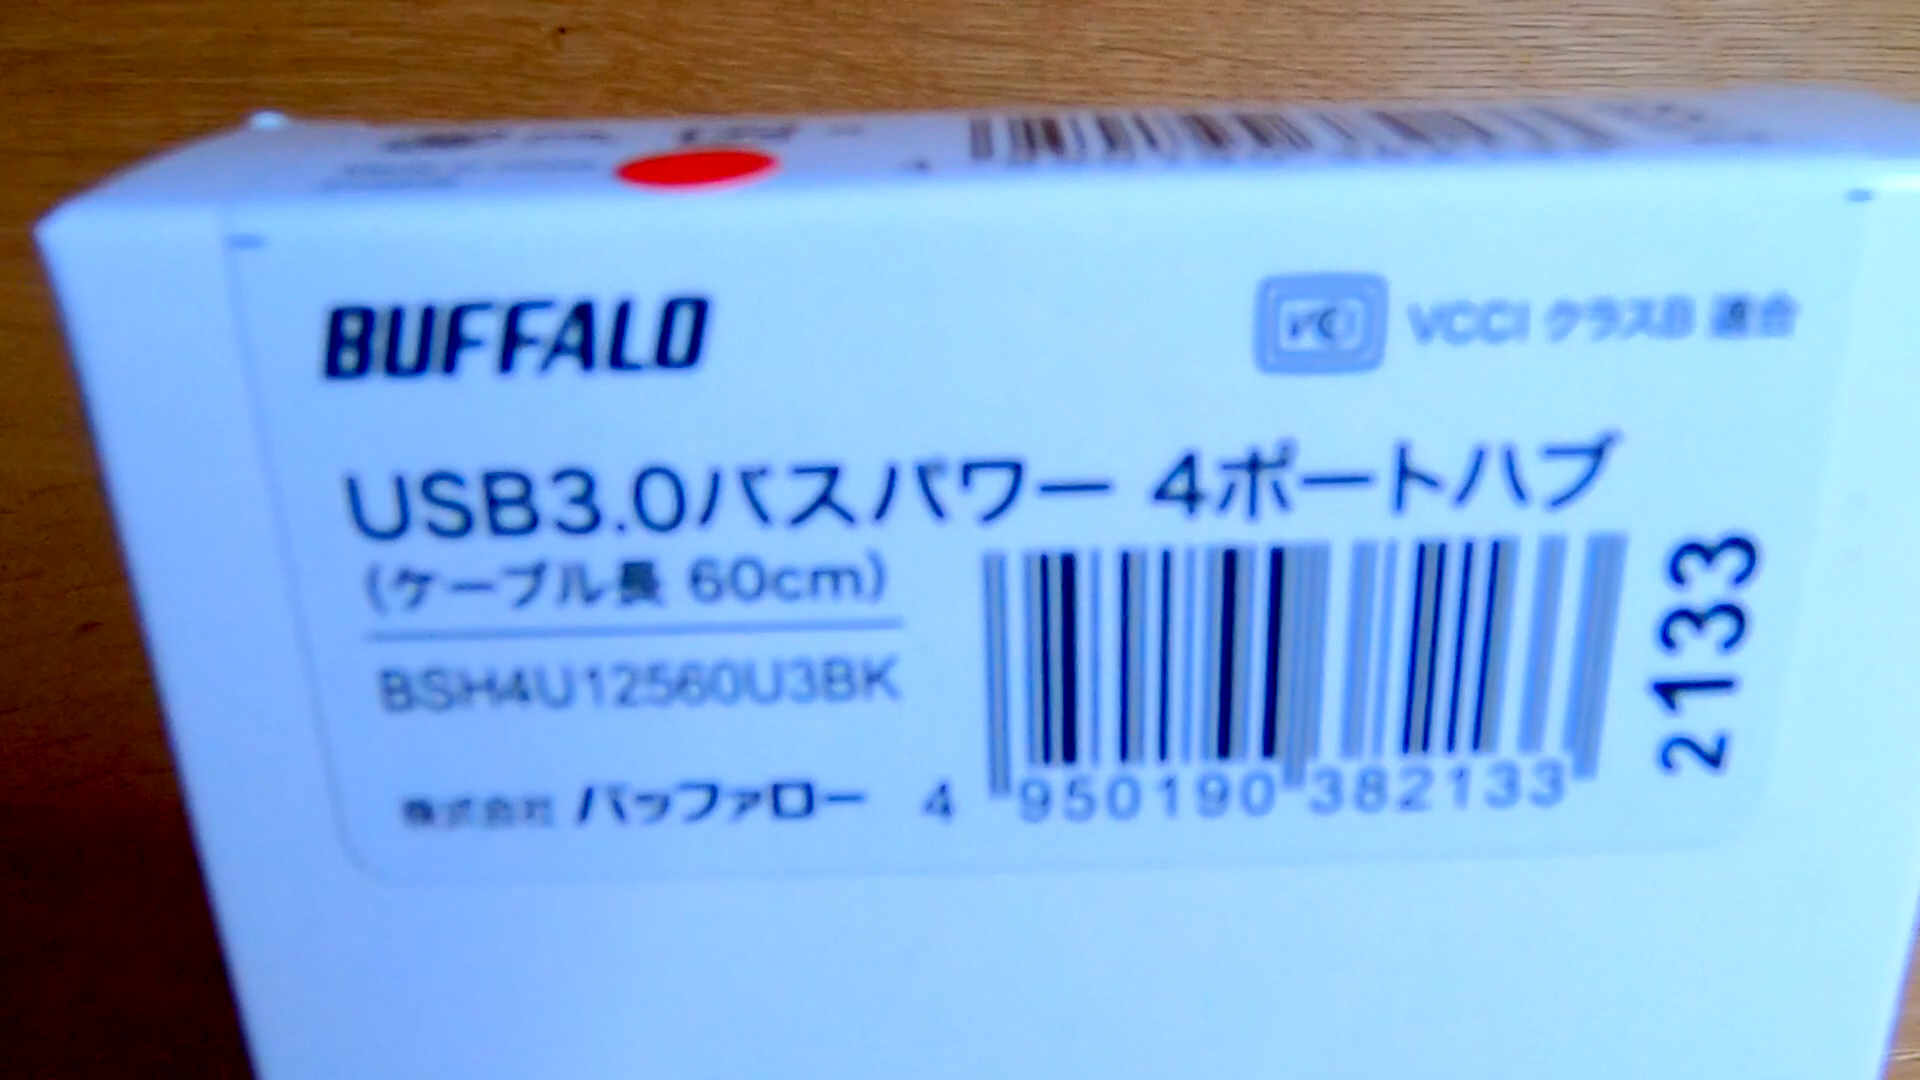 BUFFALO
VCCI クラスB 適合
USB3.0バスパワー 4ポートハブ
(ケーブル長 60cm)
BSH4U12560U3BK
株式会社 バッファロー
4 950190 382133
2133